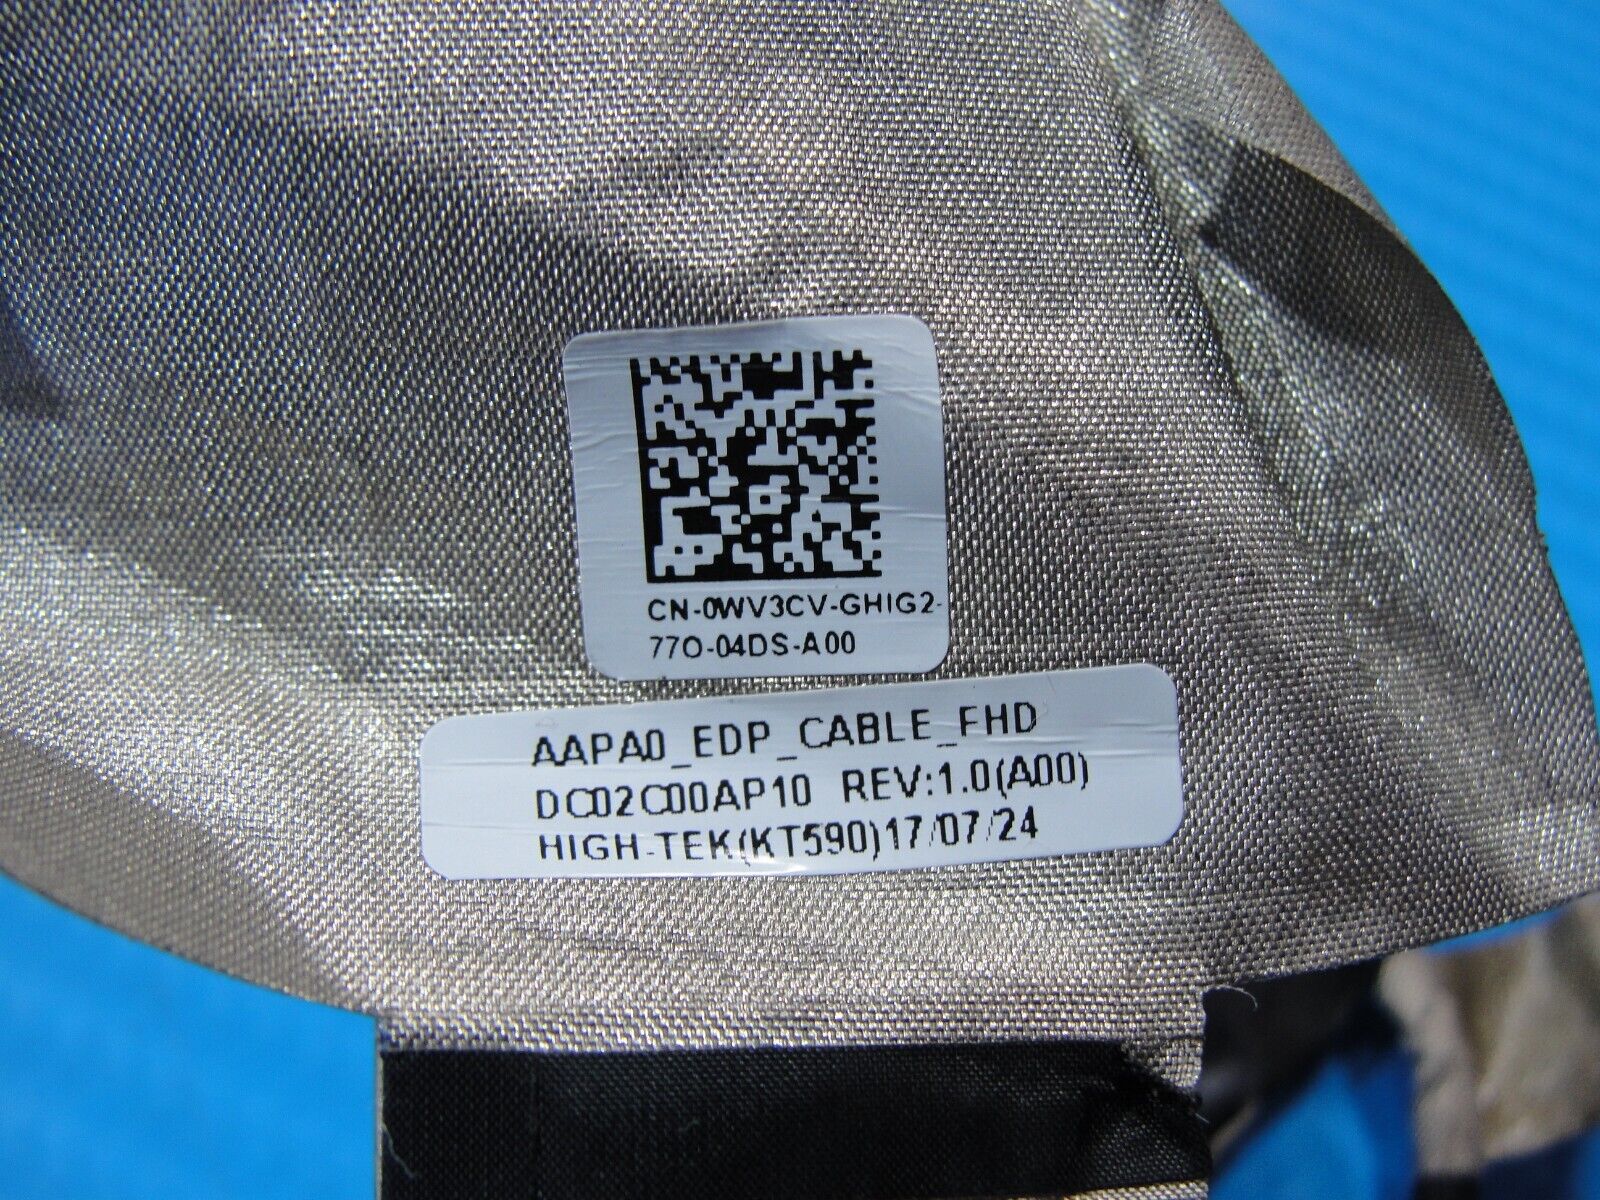 CN-0WV3CV-GHIG2-
77O-04DS-A00
AAPA0_EDP_CABLE_FHD
DC02C00AP10 REV:1.0(A00)
HIGH-TEK(KT590)17/07/24